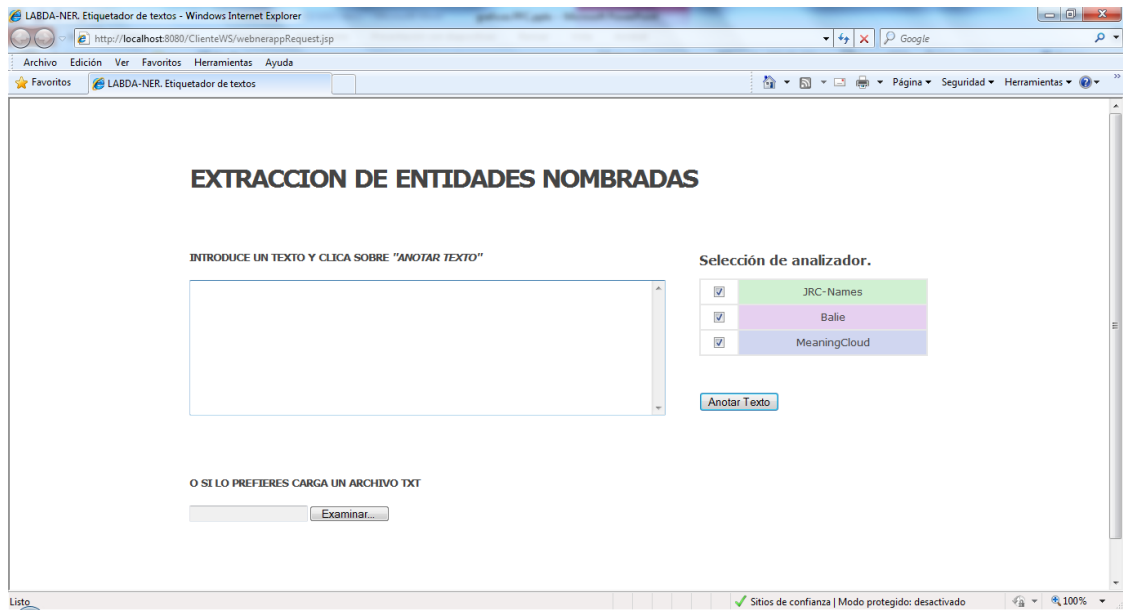 LABDA-NER. Etiquetador de textos - Windows Internet Explorer
http://localhost:8080/ClienteWS/webnerappRequest.jsp
Google
Archivo Edición Ver Favoritos Herramientas Ayuda
Favoritos LABDA-NER. Etiquetador de textos Página Seguridad Herramientas
EXTRACCION DE ENTIDADES NOMBRADAS
INTRODUCE UN TEXTO Y CLICA SOBRE "ANOTAR TEXTO"
Selección de analizador.
JRC-Names
Balie
MeaningCloud
Anotar Texto
O SI LO PREFIERES CARGA UN ARCHIVO TXT
Examinar...
Listo Sitios de confianza | Modo protegido: desactivado 100%